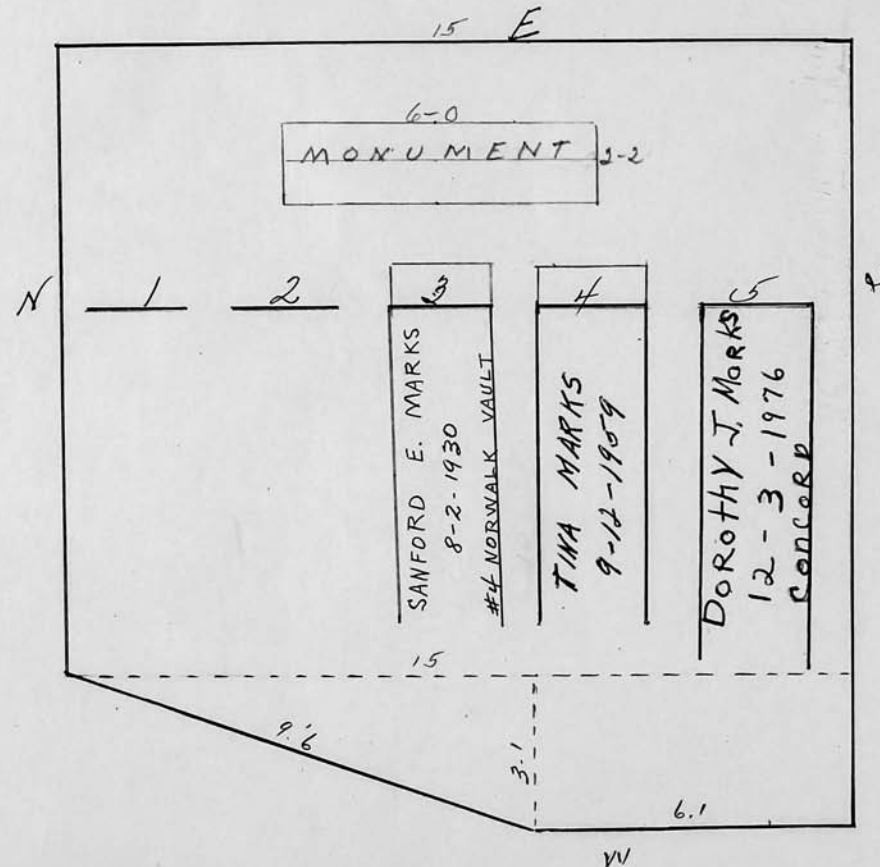 15 E
6-0
MONUMENT 2-2
N
1 2 3 4 5
SANFORD E. MARKS
8-2-1930
#4 NORWALK VAULT
TINA MARKS
9-12-1959
DOROTHY J. MARKS
12-3-1976
CONCORD
15
9.'6
3.1
6.1
W